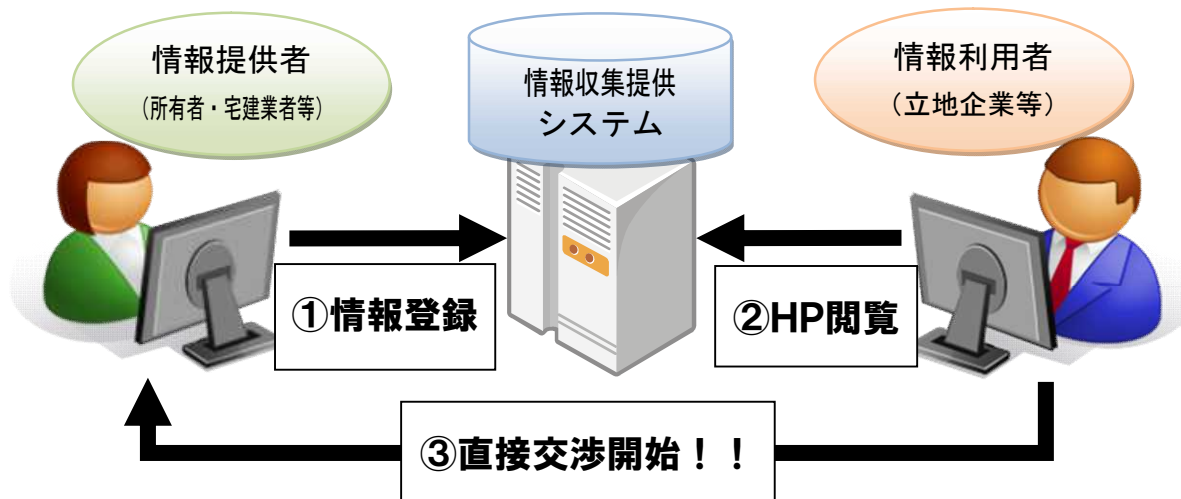 情報提供者
（所有者・宅建業者等）
情報収集提供
システム
情報利用者
（立地企業等）
①情報登録
②HP閲覧
③直接交渉開始！！